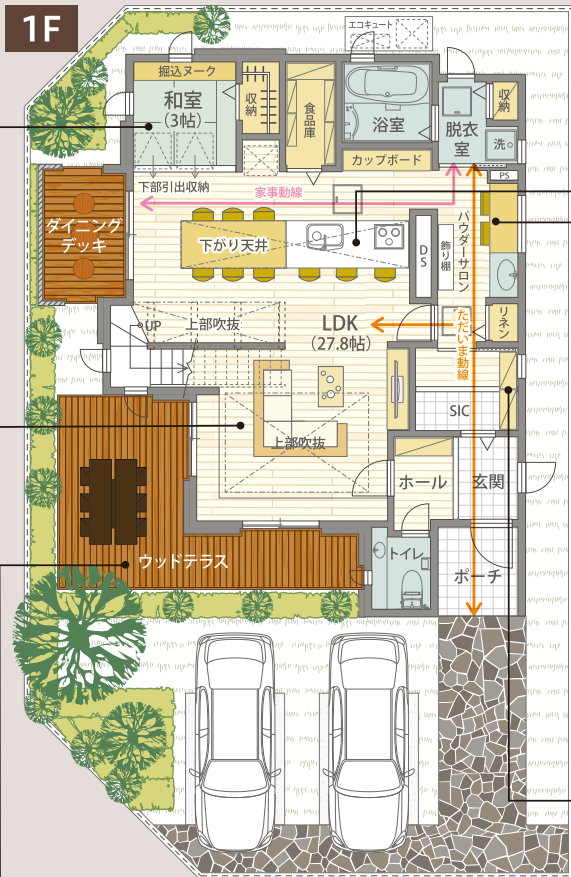 1F
エコキュート
掘込ヌーク
和室
(3帖)
収納
食品庫
浴室
脱衣室
収納
洗
カップボード
PS
下部引出収納
家事動線
ダイニング
デッキ
下がり天井
DS
飾り棚
パウダーサロン
UP
上部吹抜
LDK
(27.8帖)
ただいま動線
リネン
上部吹抜
SIC
ホール
玄関
ウッドテラス
トイレ
ポーチ